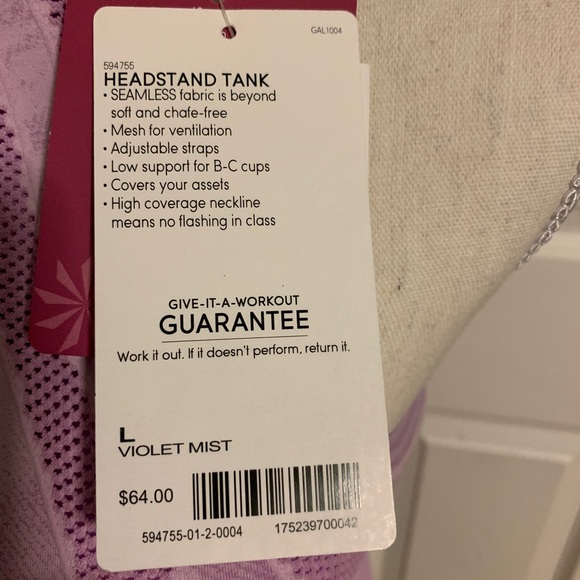 GAL1004
594755
HEADSTAND TANK
• SEAMLESS fabric is beyond
soft and chafe-free
• Mesh for ventilation
• Adjustable straps
• Low support for B-C cups
• Covers your assets
• High coverage neckline
means no flashing in class
GIVE-IT-A-WORKOUT
GUARANTEE
Work it out. If it doesn't perform, return it.
L
VIOLET MIST
$64.00
594755-01-2-0004 175239700042